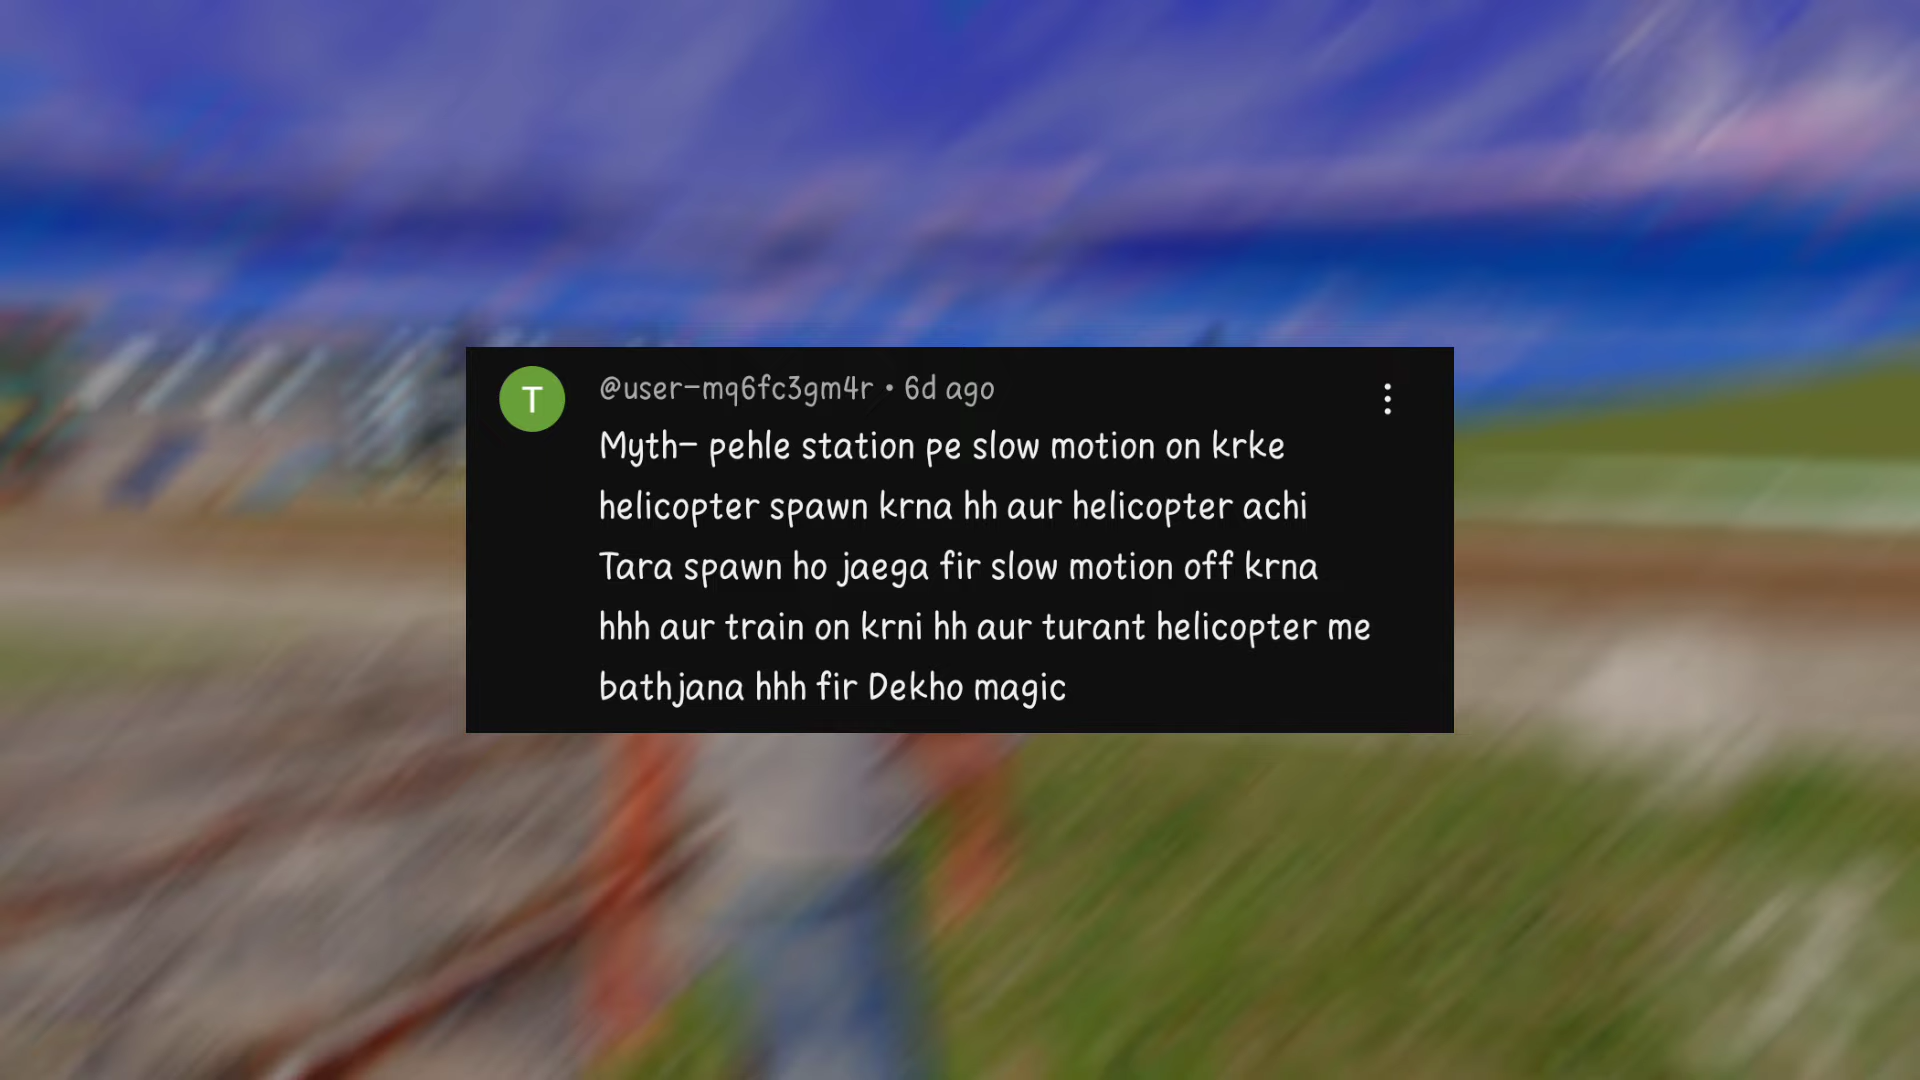 T
@user-mq6fc3gm4r • 6d ago
Myth- pehle station pe slow motion on krke
helicopter spawn krna hh aur helicopter achi
Tara spawn ho jaega fir slow motion off krna
hhh aur train on krni hh aur turant helicopter me
bathjana hhh fir Dekho magic